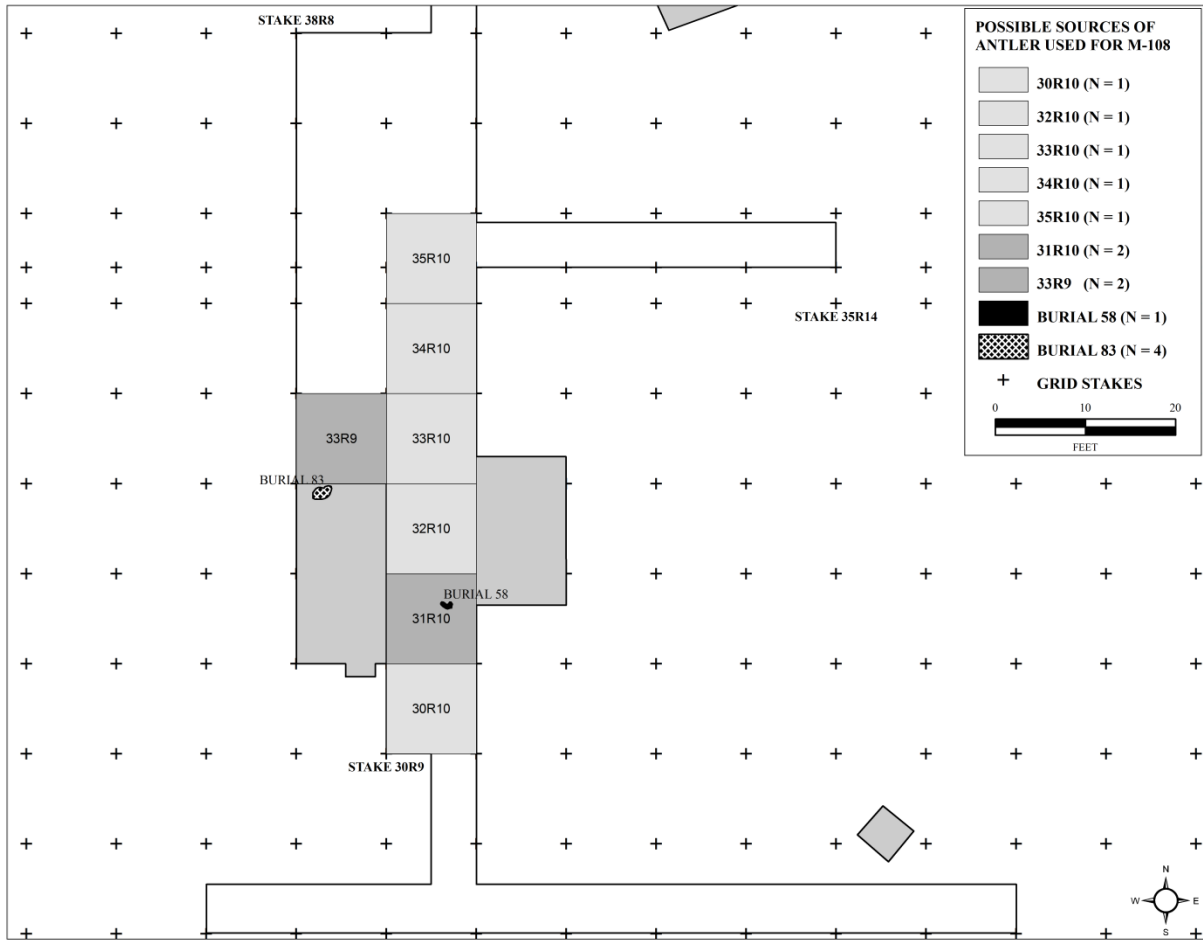 STAKE 38R8
POSSIBLE SOURCES OF
ANTLER USED FOR M-108
30R10 (N = 1)
32R10 (N = 1)
33R10 (N = 1)
34R10 (N = 1)
35R10 (N = 1)
31R10 (N = 2)
33R9 (N = 2)
BURIAL 58 (N = 1)
BURIAL 83 (N = 4)
GRID STAKES
0 10 20
FEET
35R10
STAKE 35R14
34R10
33R9
33R10
BURIAL 83
32R10
BURIAL 58
31R10
30R10
STAKE 30R9
N
W E
S